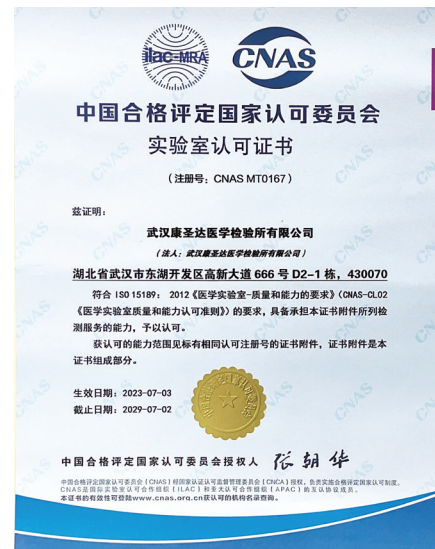 ilac-MRA
CNAS
中国合格评定国家认可委员会
实验室认可证书
(注册号: CNAS MT0167)
兹证明:
武汉康圣达医学检验所有限公司
(法人: 武汉康圣达医学检验所有限公司)
湖北省武汉市东湖开发区高新大道 666 号 D2-1 栋, 430070
符合 ISO 15189: 2012《医学实验室-质量和能力的要求》(CNAS-CL02
《医学实验室质量和能力认可准则》)的要求, 具备承担本证书附件所列检
测服务的能力, 予以认可。
获认可的能力范围见标有相同认可注册号的证书附件, 证书附件是本
证书组成部分。
生效日期: 2023-07-03
截止日期: 2029-07-02
中国合格评定国家认可委员会授权人 张朝华
中国合格评定国家认可委员会 (CNAS) 经国家认证认可监督管理委员会 (CNCA) 授权, 负责实施合格评定国家认可制度。
CNAS是国际实验室认可合作组织 (ILAC) 和亚太认可合作组织 (APAC) 的互认协议成员。
本证书的有效性可登陆www.cnas.org.cn获认可的机构名录查询。